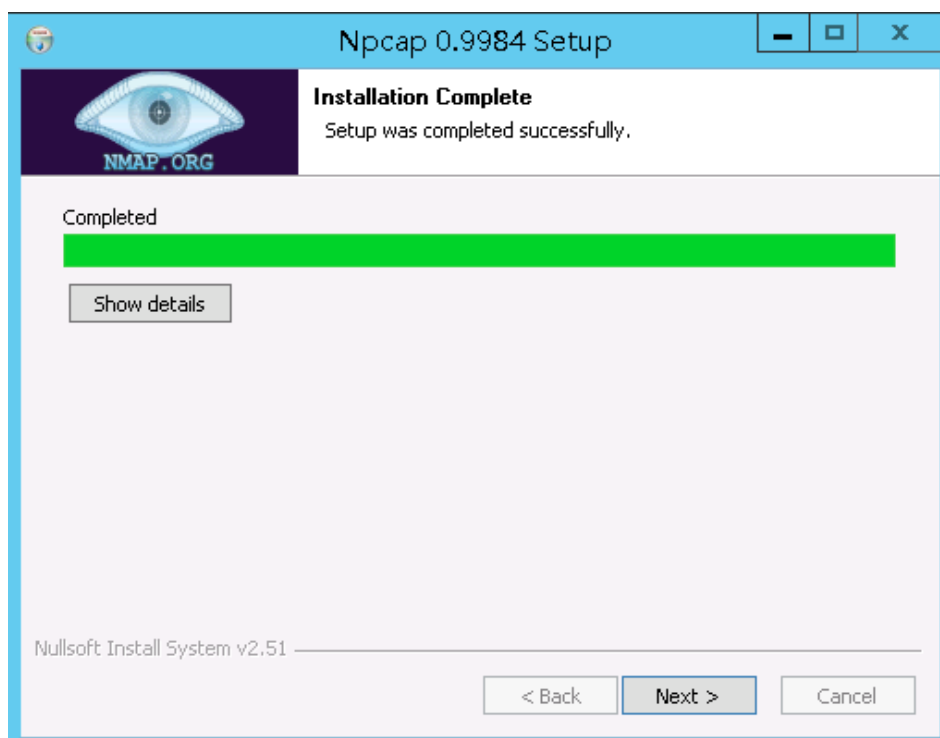 Npcap 0.9984 Setup
NMAP.ORG
Installation Complete
Setup was completed successfully.
Completed
Show details
Nullsoft Install System v2.51
< Back
Next >
Cancel